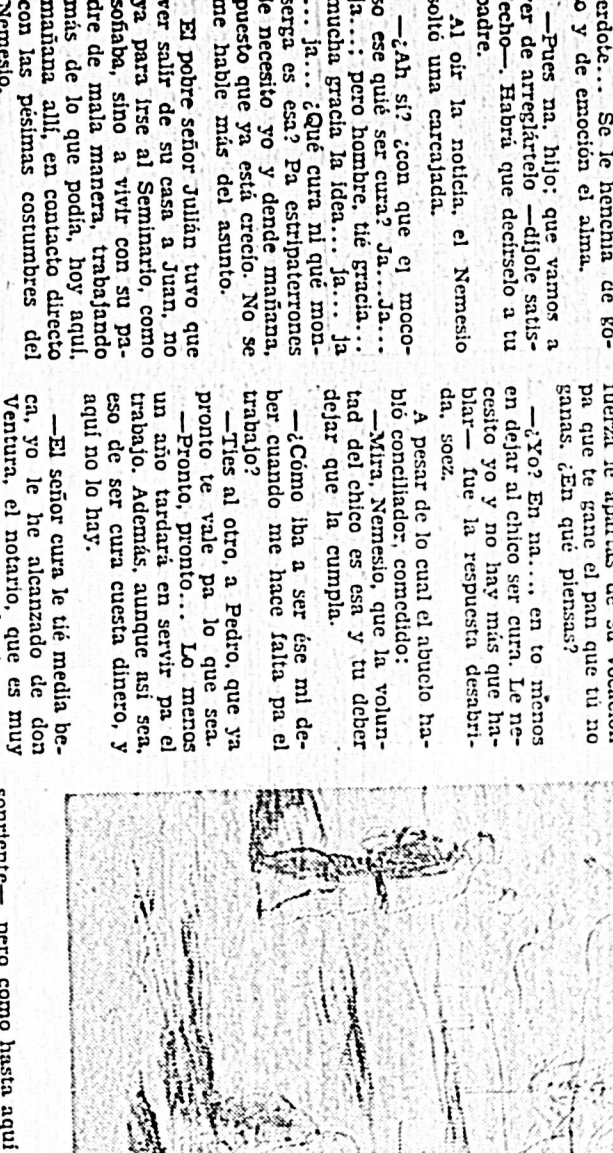 erdote... Se le henchía de go-
o y de emoción el alma.
—Pues na, hijo; que vamos a
er de arreglártelo —díjole satis-
echo—. Habrá que decírselo a tu
padre.
Al oír la noticia, el Nemesio
soltó una carcajada.
—¿Ah sí? ¿con que el moco-
so ese quié ser cura? Ja... Ja...
ja...; pero hombre, tié gracia...
mucha gracia la idea... ja... ja
... ja... ¿Qué cura ni qué mon-
serga es esa? Pa estripaterrones
le necesito yo y dende mañana,
puesto que ya está crecío. No se
me hable más del asunto.
El pobre señor Julián tuvo que
ver salir de su casa a Juan, no
ya para irse al Seminario, como
soñaba, sino a vivir con su pa-
dre de mala manera, trabajando
más de lo que podía, hoy aquí,
mañana allí, en contacto directo
con las pésimas costumbres del
Nemesio.
fuerza le apartas de su vocación
pa que te gane el pan que tú no
ganas. ¿En qué piensas?
—¿Yo? En na..., en to menos
en dejar al chico ser cura. Le ne-
cesito yo y no hay más que ha-
blar— fue la respuesta desabri-
da, soez.
A pesar de lo cual el abuelo ha-
bló conciliador, comedido:
—Mira, Nemesio, que la volun-
tad del chico es esa y tu deber
dejar que la cumpla.
—¿Cómo iba a ser ése mi de-
ber, cuando me hace falta pa el
trabajo?
—Ties al otro, a Pedro, que ya
pronto te vale pa lo que sea.
—Pronto, pronto... Lo menos
un año tardará en servir pa el
trabajo. Además, aunque así sea,
eso de ser cura cuesta dinero, y
aquí no lo hay.
—El señor cura le tié media be-
ca, yo le he alcanzado de don
Ventura, el notario, que es muy
sonriente— pero como hasta aquí